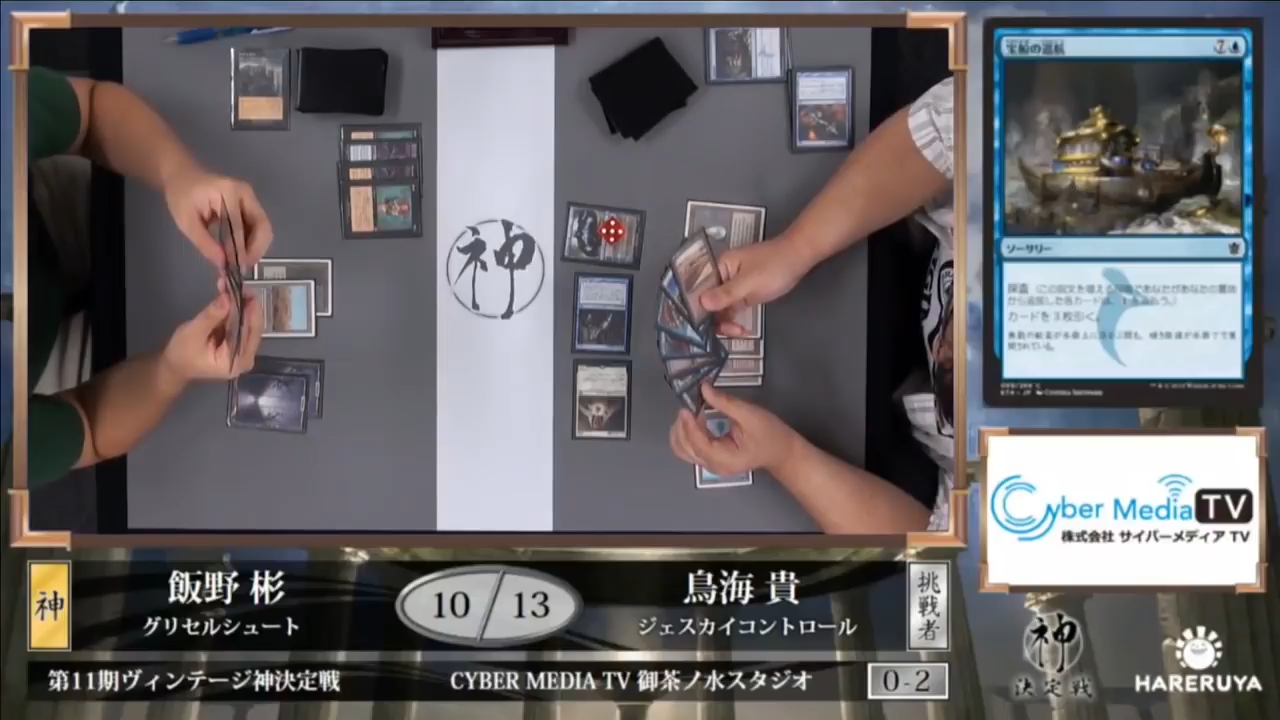 神
宝船の巡航
ソーサリー
カードを3枚引く。
Cyber Media TV
株式会社 サイバーメディア TV
神
飯野 彬
グリセルシュート
10 / 13
鳥海 貴
ジェスカイコントロール
挑戦者
第11期ヴィンテージ神決定戦
CYBER MEDIA TV 御茶ノ水スタジオ
0-2
神
決定戦
HARERUYA